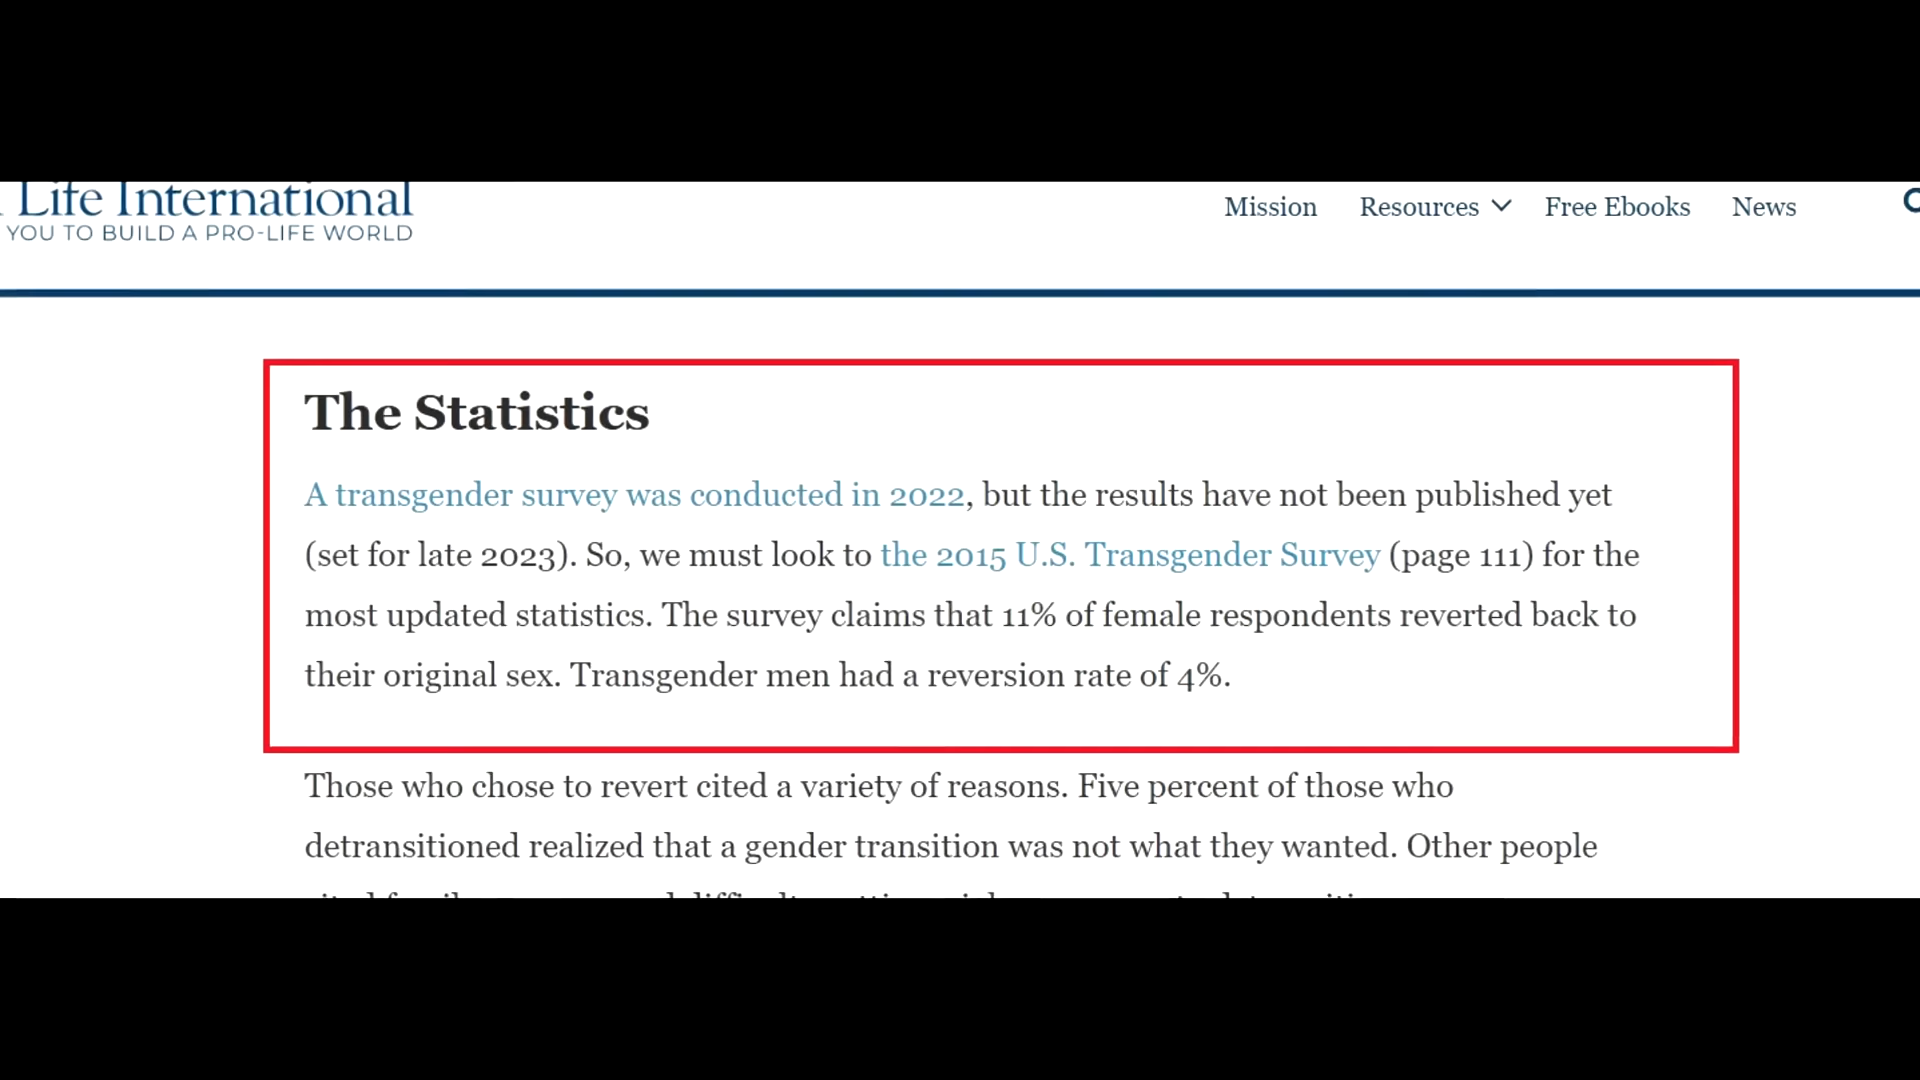 Life International
YOU TO BUILD A PRO-LIFE WORLD
Mission Resources Free Ebooks News
The Statistics
A transgender survey was conducted in 2022, but the results have not been published yet
(set for late 2023). So, we must look to the 2015 U.S. Transgender Survey (page 111) for the
most updated statistics. The survey claims that 11% of female respondents reverted back to
their original sex. Transgender men had a reversion rate of 4%.
Those who chose to revert cited a variety of reasons. Five percent of those who
detransitioned realized that a gender transition was not what they wanted. Other people